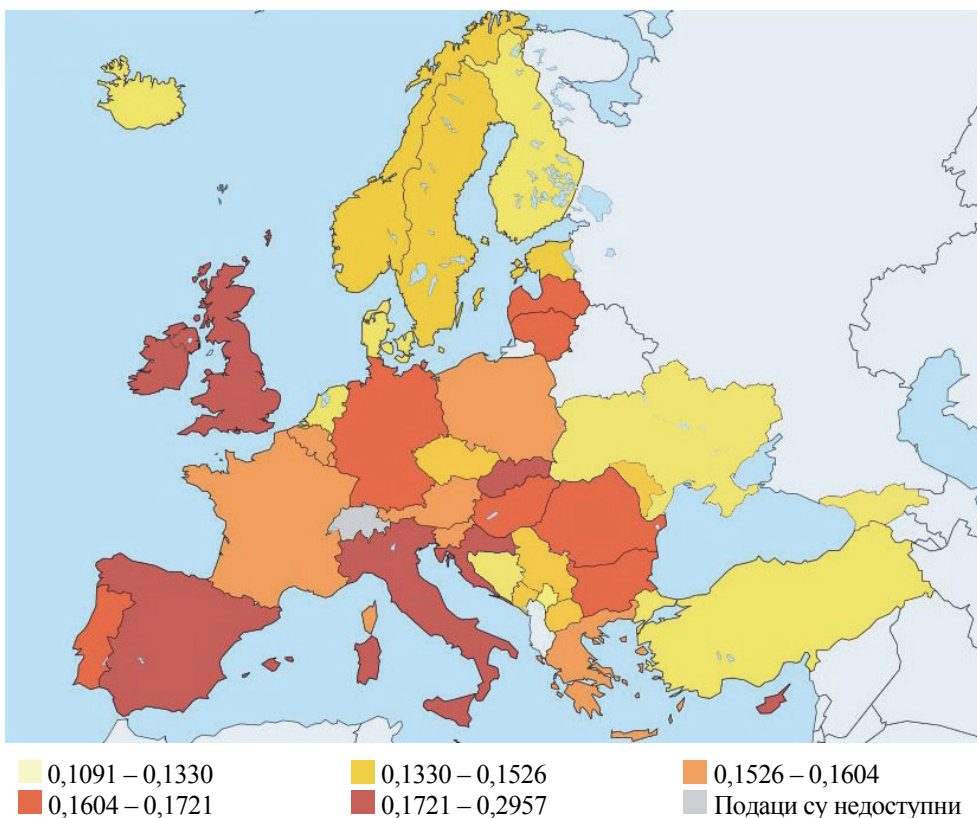 0,1091 – 0,1330 0,1330 – 0,1526 0,1526 – 0,1604
0,1604 – 0,1721 0,1721 – 0,2957 Подаци су недоступни